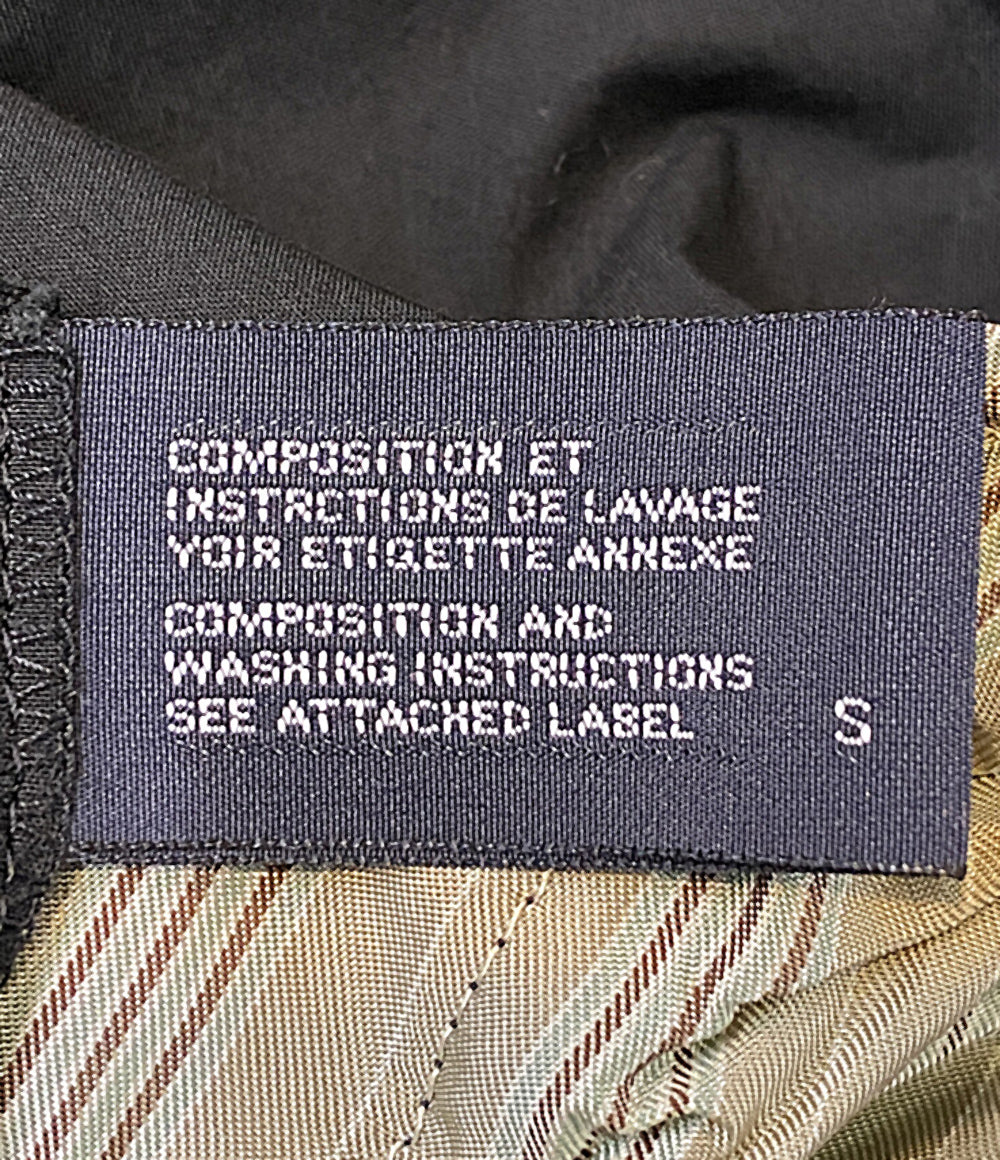 COMPOSITION ET
INSTRCTIONS DE LAVAGE
VOIR ETIQETTE ANNEXE
COMPOSITION AND
WASHING INSTRUCTIONS
SEE ATTACHED LABEL
S